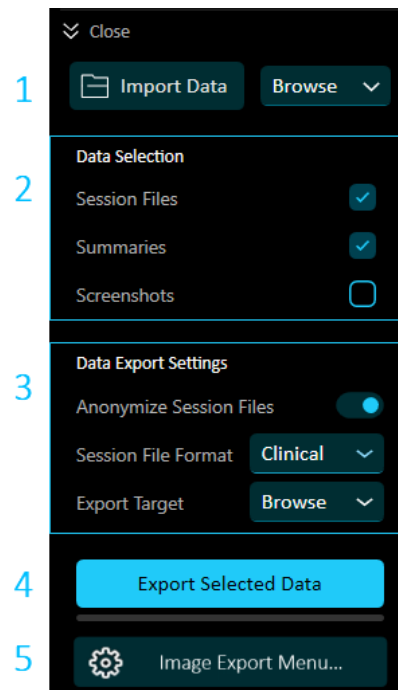 Close
1 Import Data Browse
Data Selection
2
Session Files
Summaries
Screenshots
Data Export Settings
3
Anonymize Session Files
Session File Format Clinical
Export Target Browse
4 Export Selected Data
5 Image Export Menu...